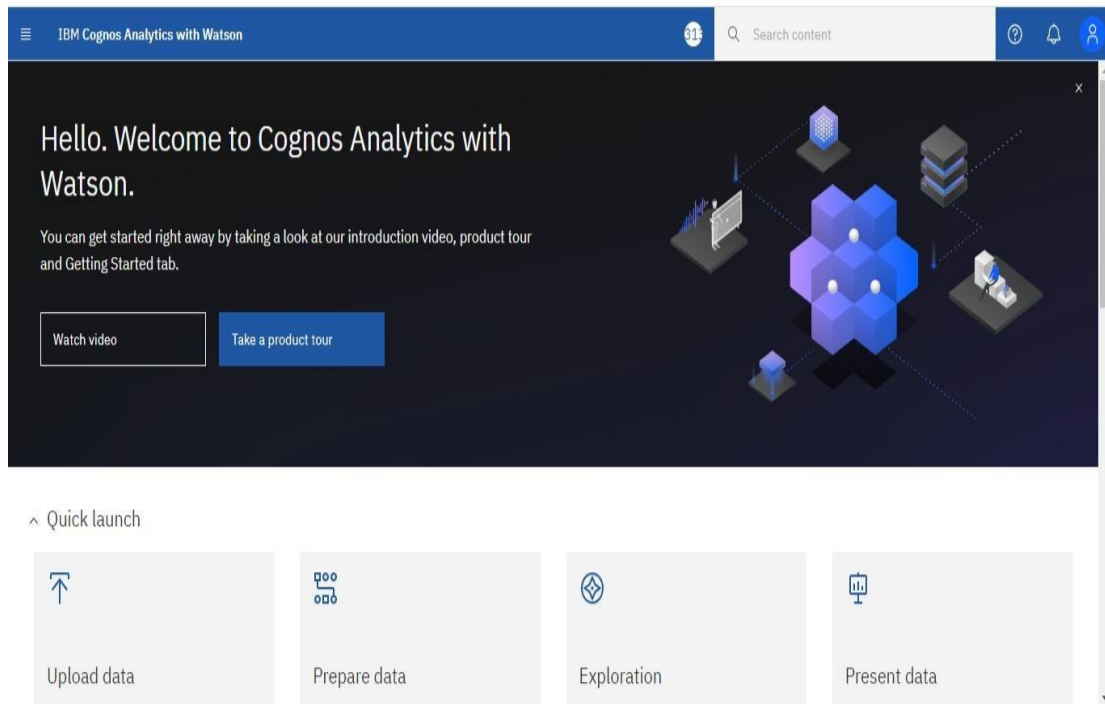 IBM Cognos Analytics with Watson
Search content
Hello. Welcome to Cognos Analytics with
Watson.
You can get started right away by taking a look at our introduction video, product tour
and Getting Started tab.
Watch video
Take a product tour
Quick launch
Upload data
Prepare data
Exploration
Present data